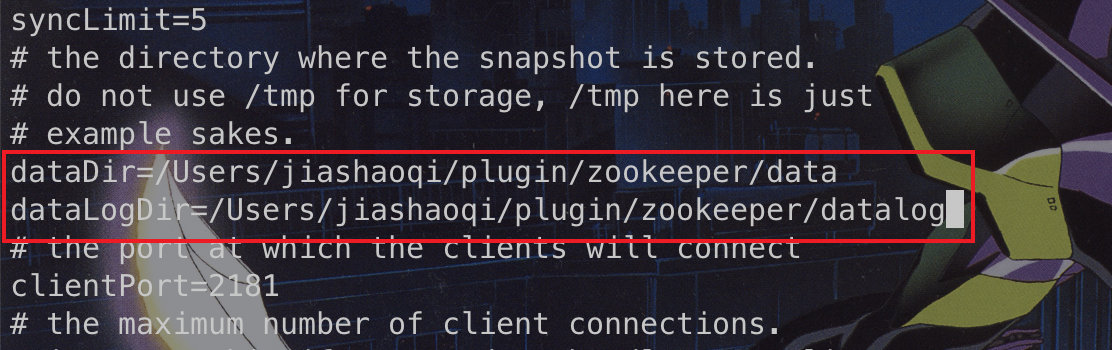 syncLimit=5
# the directory where the snapshot is stored.
# do not use /tmp for storage, /tmp here is just
# example sakes.
dataDir=/Users/jiashaoqi/plugin/zookeeper/data
dataLogDir=/Users/jiashaoqi/plugin/zookeeper/datalog
# the port at which the clients will connect
clientPort=2181
# the maximum number of client connections.